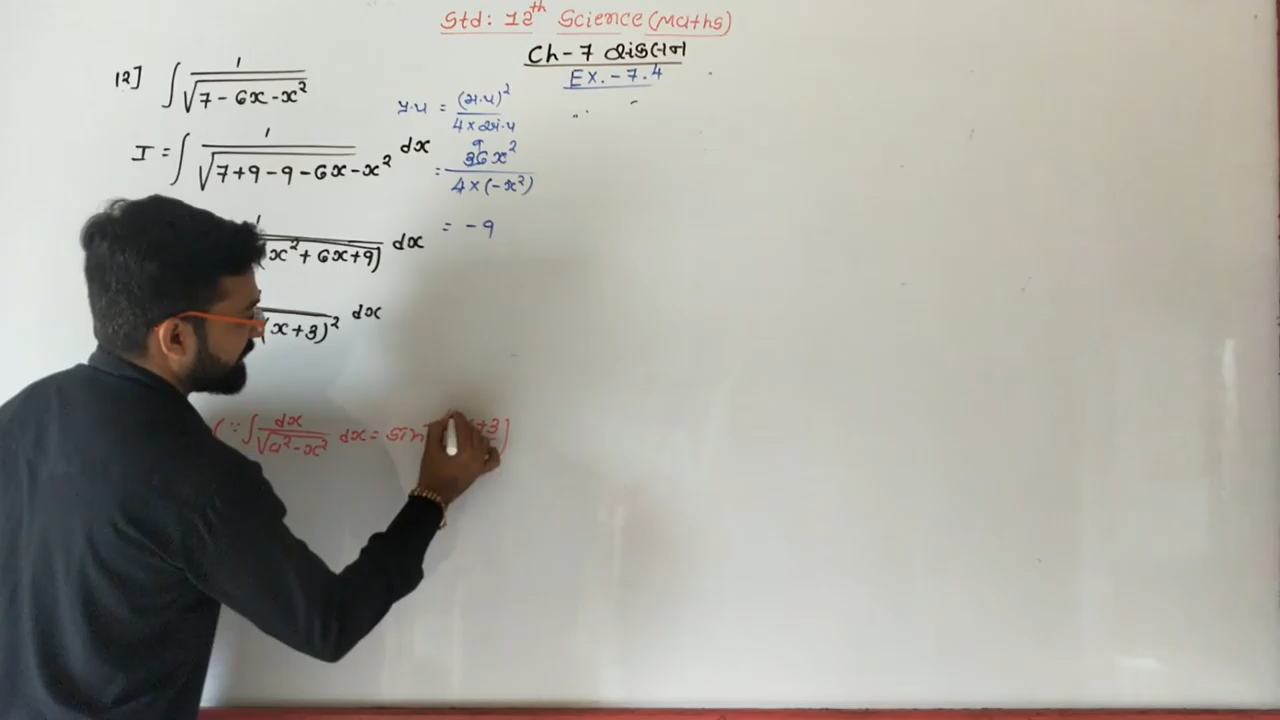 Std: 12th Science (Maths)
Ch-7 સંકલન
EX.-7.4
12] ∫ 1/√(7-6x-x²)
I = ∫ 1/√(7+9-9-6x-x²) dx
(x²+6x+9) dx
(x+3)² dx
(∵ ∫ dx/√(a²-x²) dx = sin x+3 )
પ્ર.પ = (મ.પ)²/(4×અં.પ)
= 36x²/(4×(-x²))
9
= -9